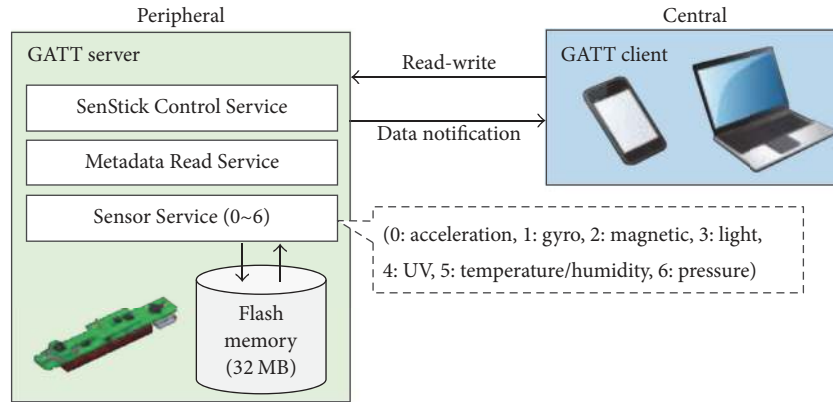 Peripheral
GATT server
SenStick Control Service
Metadata Read Service
Sensor Service (0~6)
Flash
memory
(32 MB)
Read-write
Data notification
Central
GATT client
(0: acceleration, 1: gyro, 2: magnetic, 3: light,
4: UV, 5: temperature/humidity, 6: pressure)